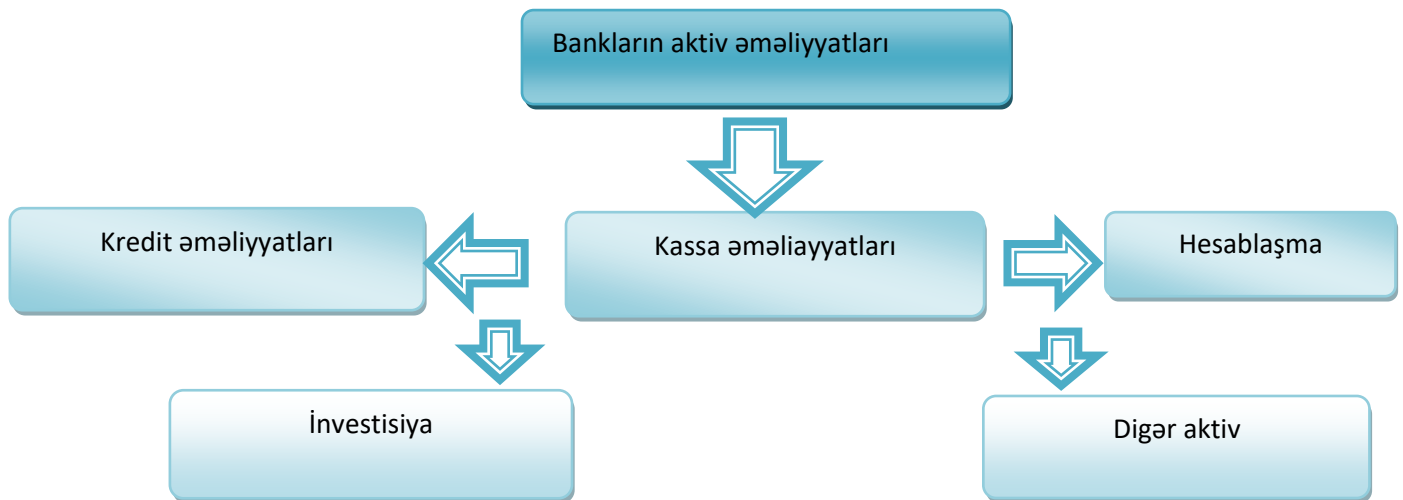 Bankların aktiv əməliyyatları
Kredit əməliyyatları
Kassa əməliayyatları
Hesablaşma
İnvestisiya
Digər aktiv